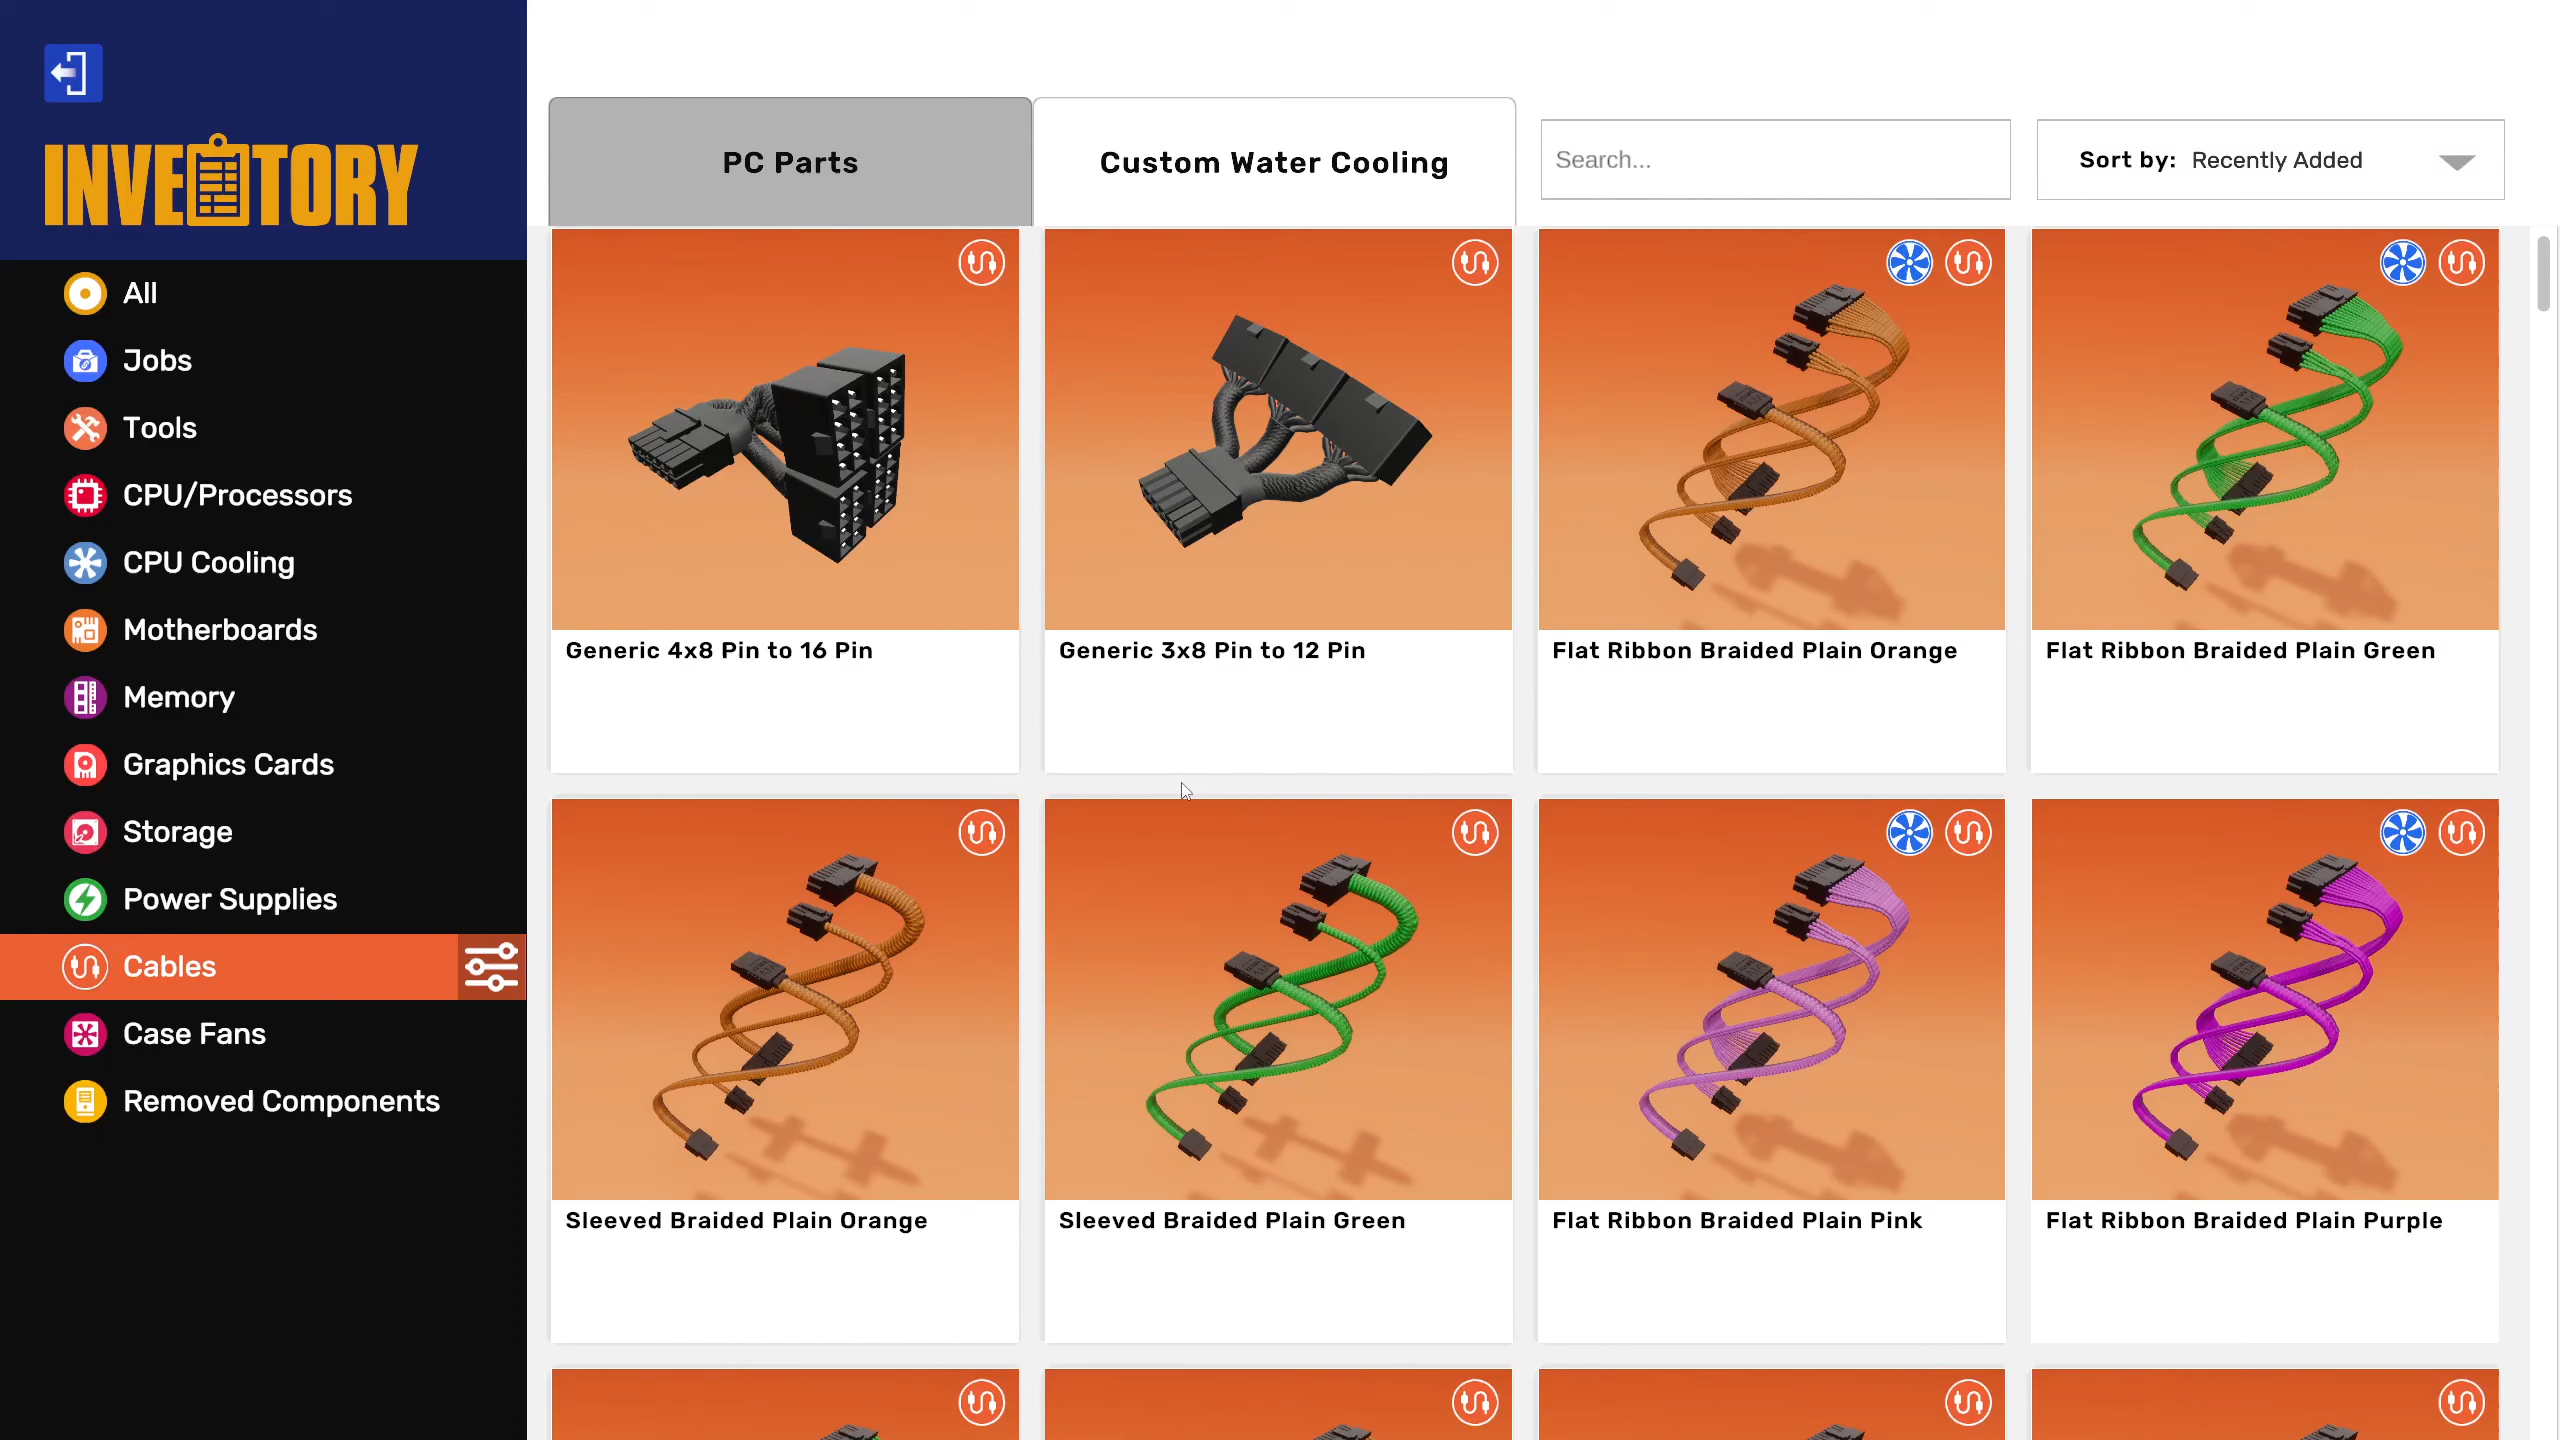 INVENTORY
All
Jobs
Tools
CPU/Processors
CPU Cooling
Motherboards
Memory
Graphics Cards
Storage
Power Supplies
Cables
Case Fans
Removed Components
PC Parts
Custom Water Cooling
Search...
Sort by: Recently Added
Generic 4x8 Pin to 16 Pin
Generic 3x8 Pin to 12 Pin
Flat Ribbon Braided Plain Orange
Flat Ribbon Braided Plain Green
Sleeved Braided Plain Orange
Sleeved Braided Plain Green
Flat Ribbon Braided Plain Pink
Flat Ribbon Braided Plain Purple